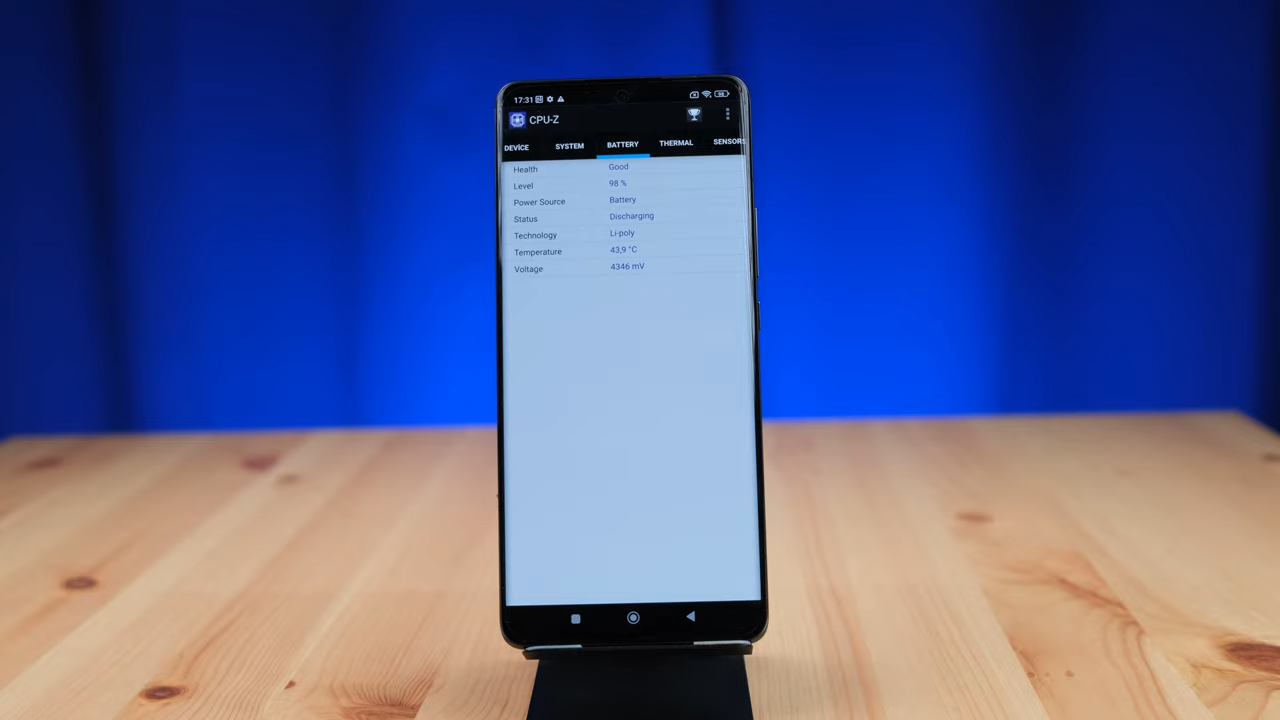 17:31 98
CPU-Z
DEVICE SYSTEM BATTERY THERMAL SENSORS
Health Good
Level 98 %
Power Source Battery
Status Discharging
Technology Li-poly
Temperature 43,9 °C
Voltage 4346 mV